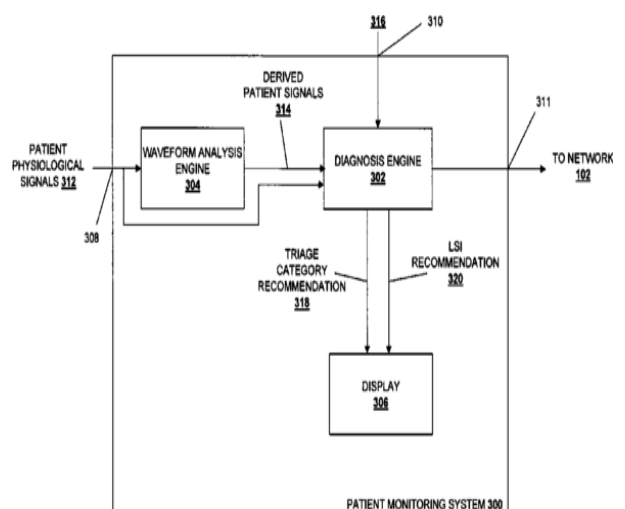 316
310
DERIVED
PATIENT SIGNALS
314
311
PATIENT
PHYSIOLOGICAL
SIGNALS 312
WAVEFORM ANALYSIS
ENGINE
304
DIAGNOSIS ENGINE
302
TO NETWORK
102
308
TRIAGE
CATEGORY
RECOMMENDATION
318
LSI
RECOMMENDATION
320
DISPLAY
306
PATIENT MONITORING SYSTEM 300